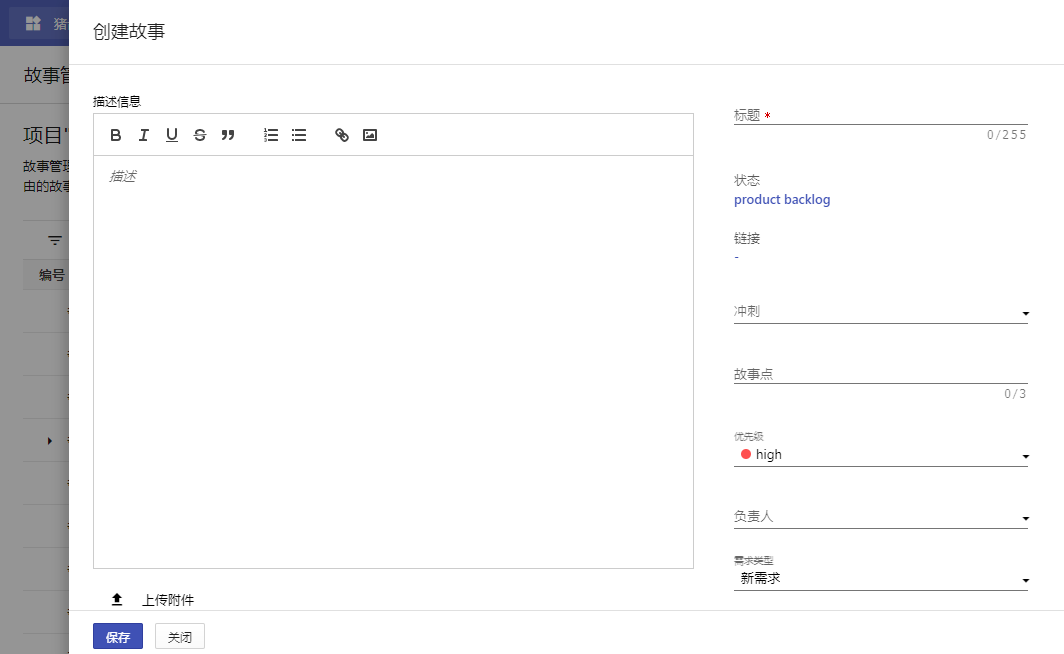 猪
创建故事
故事管
项目"
故事管理
由的故事
编号
描述信息
描述
上传附件
标题 *
0/255
状态
product backlog
链接
-
冲刺
故事点
0/3
优先级
high
负责人
需求类型
新需求
保存
关闭